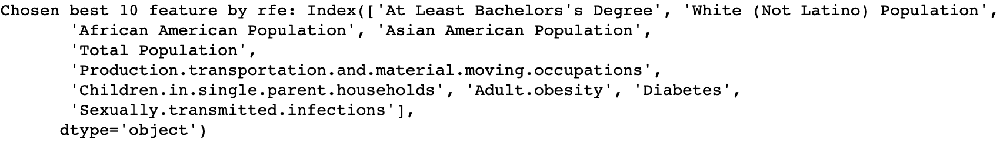 Chosen best 10 feature by rfe: Index(['At Least Bachelors's Degree', 'White (Not Latino) Population',
'African American Population', 'Asian American Population',
'Total Population',
'Production.transportation.and.material.moving.occupations',
'Children.in.single.parent.households', 'Adult.obesity', 'Diabetes',
'Sexually.transmitted.infections'],
dtype='object')